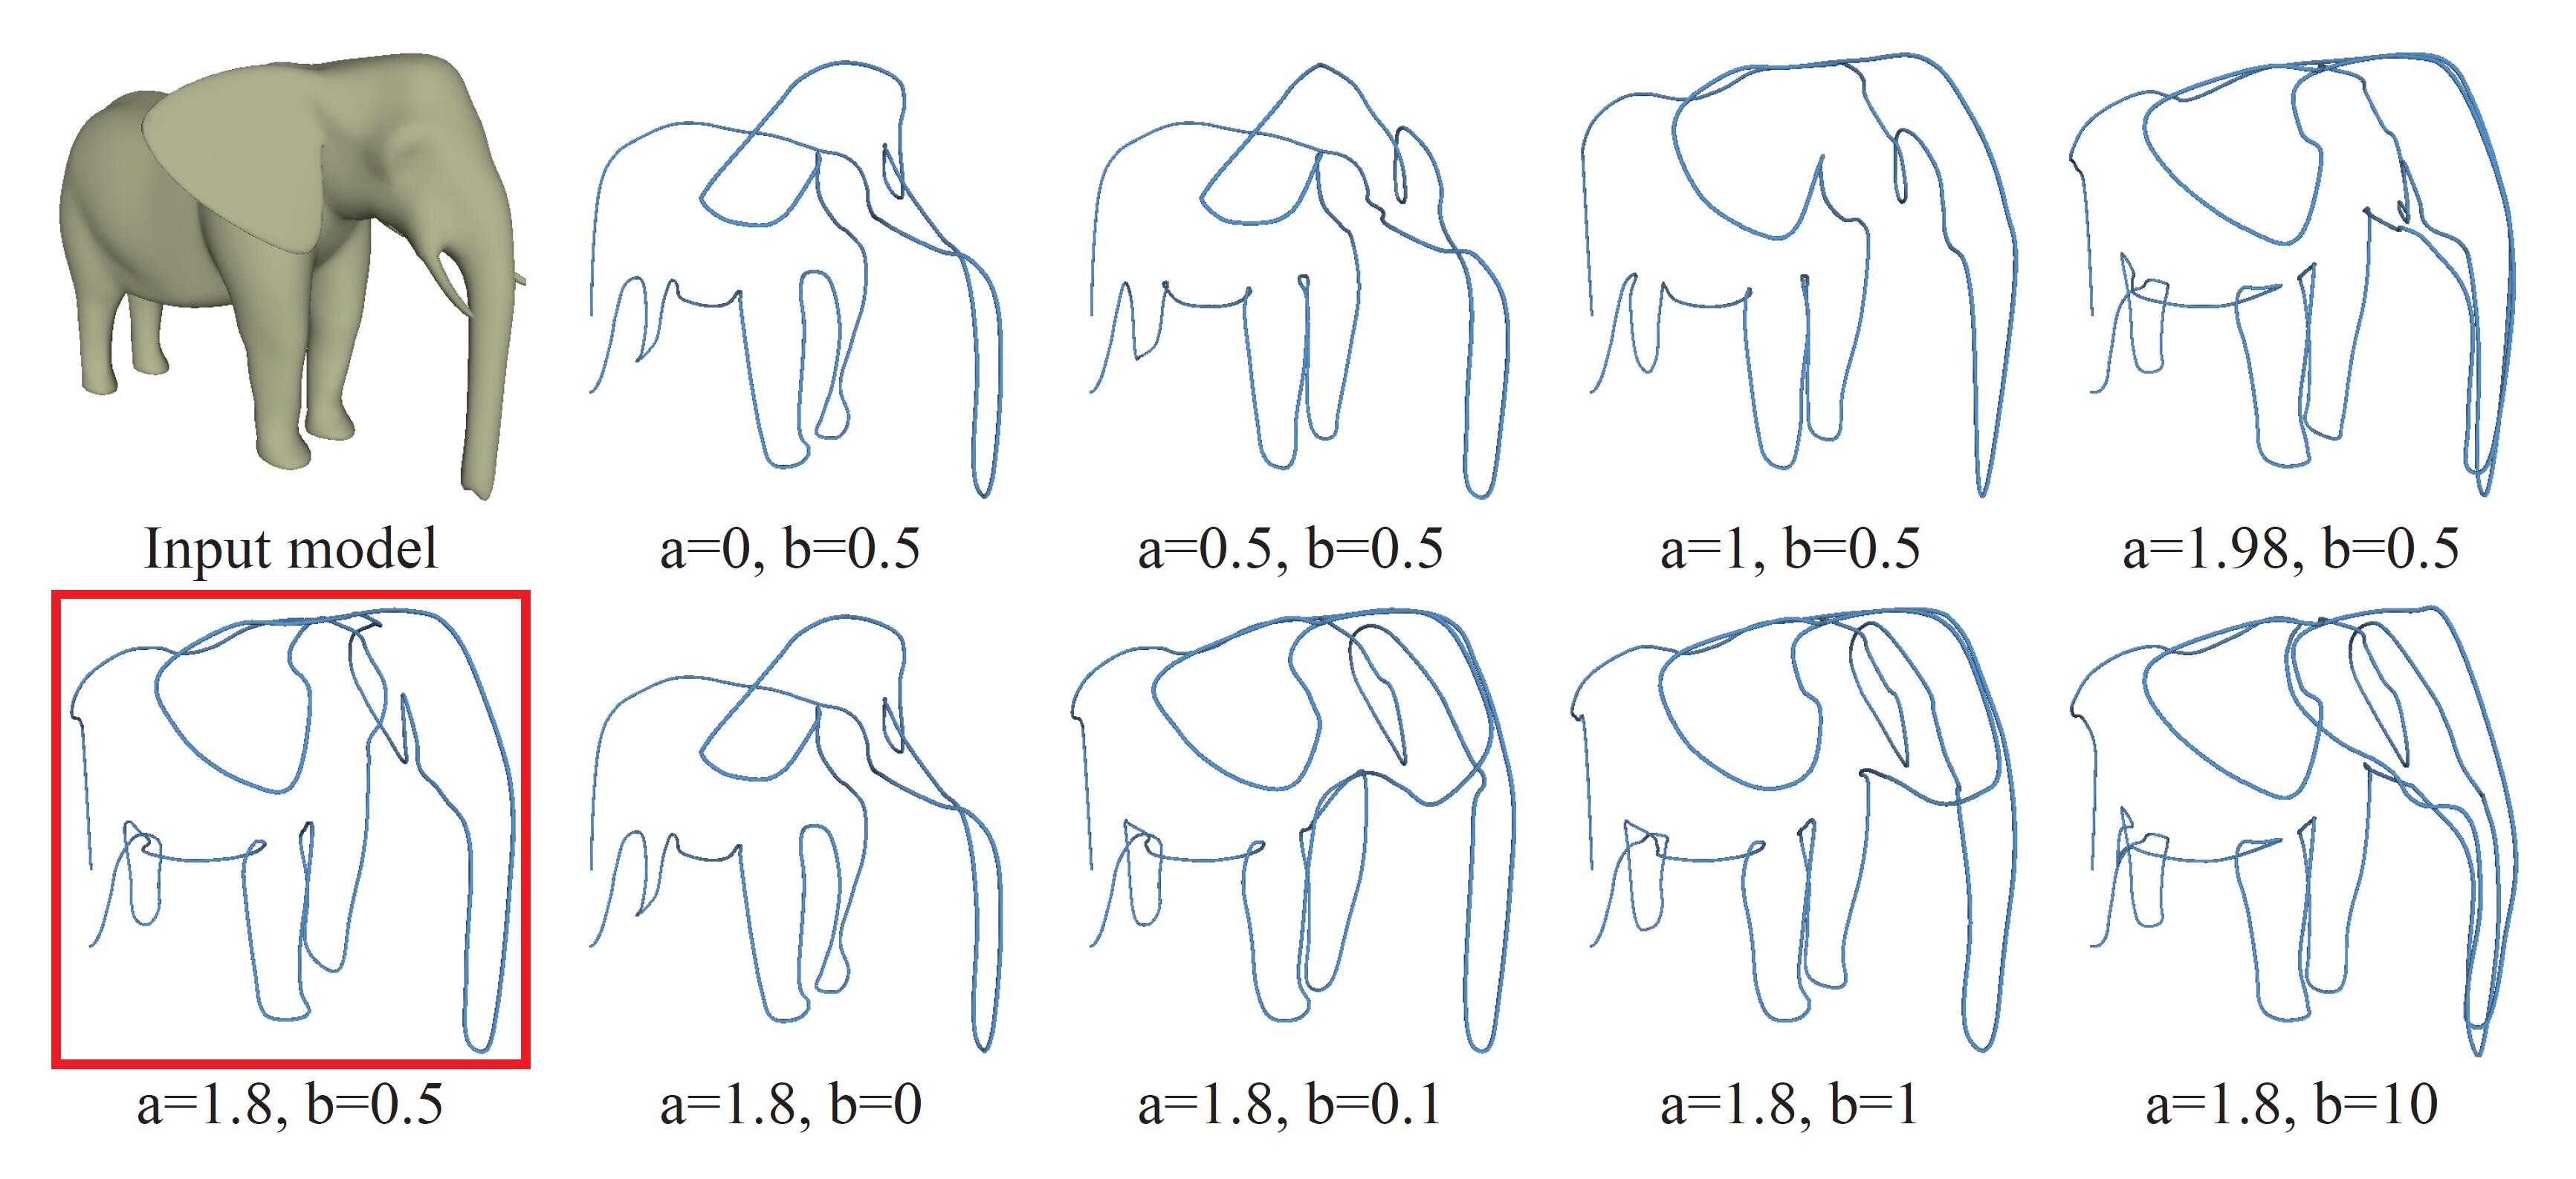 Input model
a=0, b=0.5
a=0.5, b=0.5
a=1, b=0.5
a=1.98, b=0.5
a=1.8, b=0.5
a=1.8, b=0
a=1.8, b=0.1
a=1.8, b=1
a=1.8, b=10